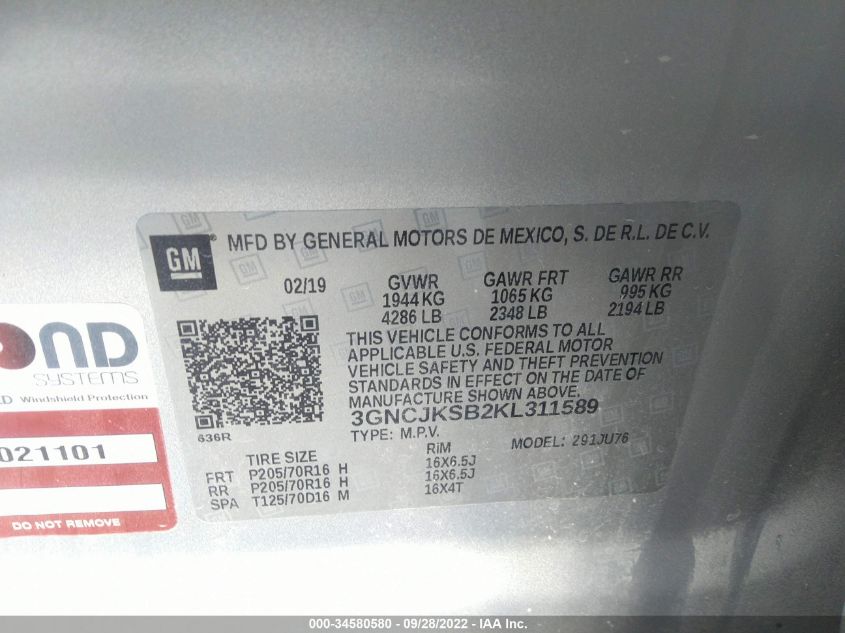 GM
MFD BY GENERAL MOTORS DE MEXICO, S. DE R.L. DE C.V.
02/19
GVWR
1944 KG
4286 LB
GAWR FRT
1065 KG
2348 LB
GAWR RR
995 KG
2194 LB
THIS VEHICLE CONFORMS TO ALL
APPLICABLE U.S. FEDERAL MOTOR
VEHICLE SAFETY AND THEFT PREVENTION
STANDARDS IN EFFECT ON THE DATE OF
MANUFACTURE SHOWN ABOVE.
3GNCJKSB2KL311589
TYPE: M.P.V.
MODEL: 291JU76
636R
TIRE SIZE
RiM
FRT P205/70R16 H 16X6.5J
RR P205/70R16 H 16X6.5J
SPA T125/70D16 M 16X4T
OND
SYSTEMS
D Windshield Protection
021101
DO NOT REMOVE
000-34580580 - 09/28/2022 - IAA Inc.